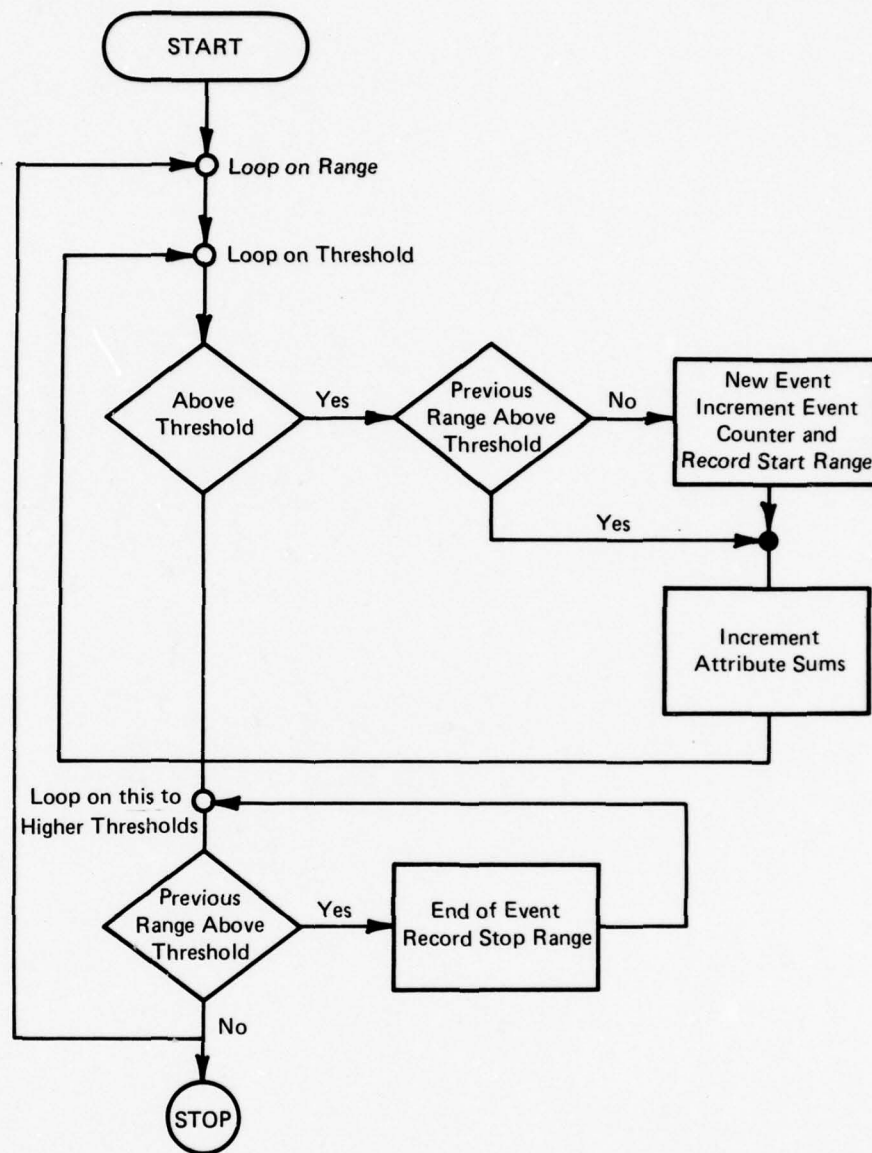 START
Loop on Range
Loop on Threshold
Above
Threshold
Yes
Previous
Range Above
Threshold
No
New Event
Increment Event
Counter and
Record Start Range
Yes
Increment
Attribute Sums
Loop on this to
Higher Thresholds
Previous
Range Above
Threshold
Yes
End of Event
Record Stop Range
No
STOP